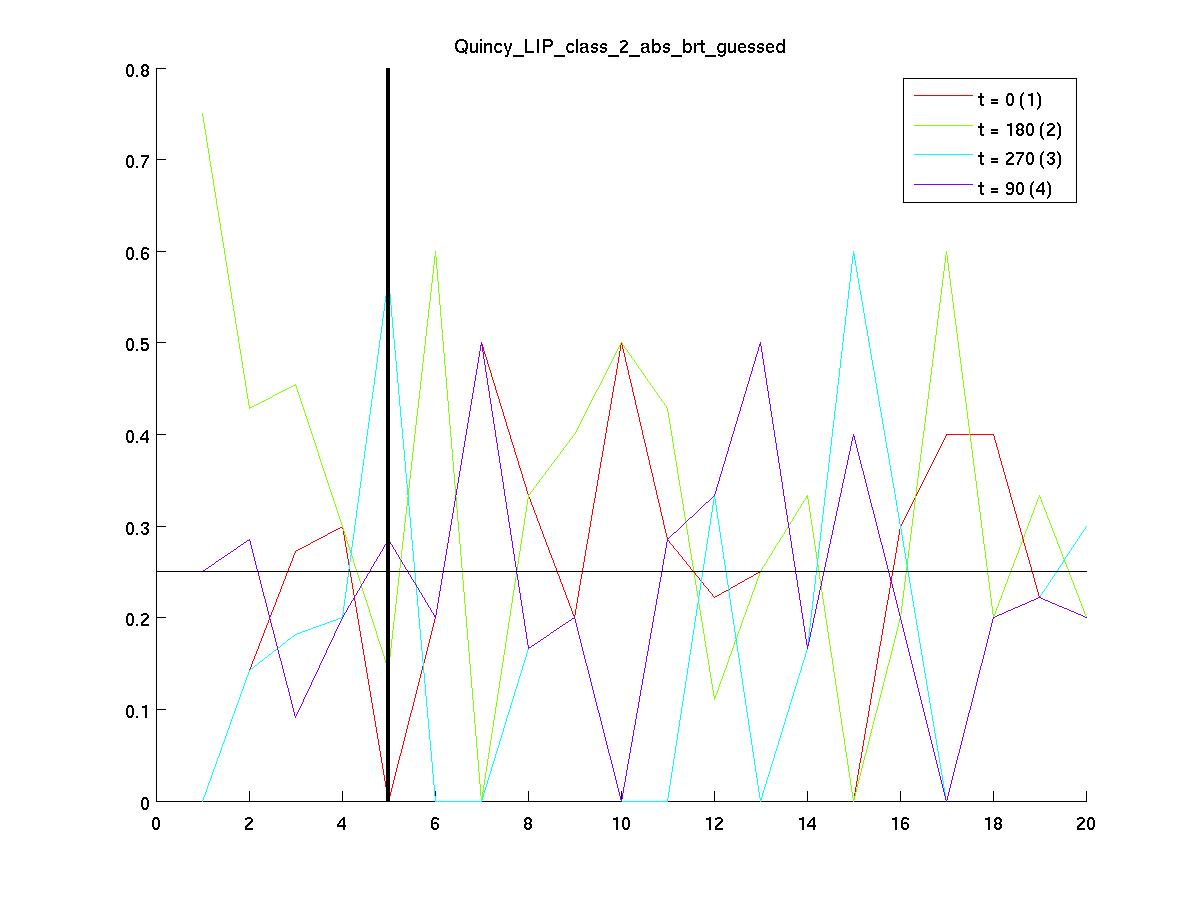 Quincy_LIP_class_2_abs_brt_guessed
t = 0 (1)
t = 180 (2)
t = 270 (3)
t = 90 (4)
0.8
0.7
0.6
0.5
0.4
0.3
0.2
0.1
0
0 2 4 6 8 10 12 14 16 18 20